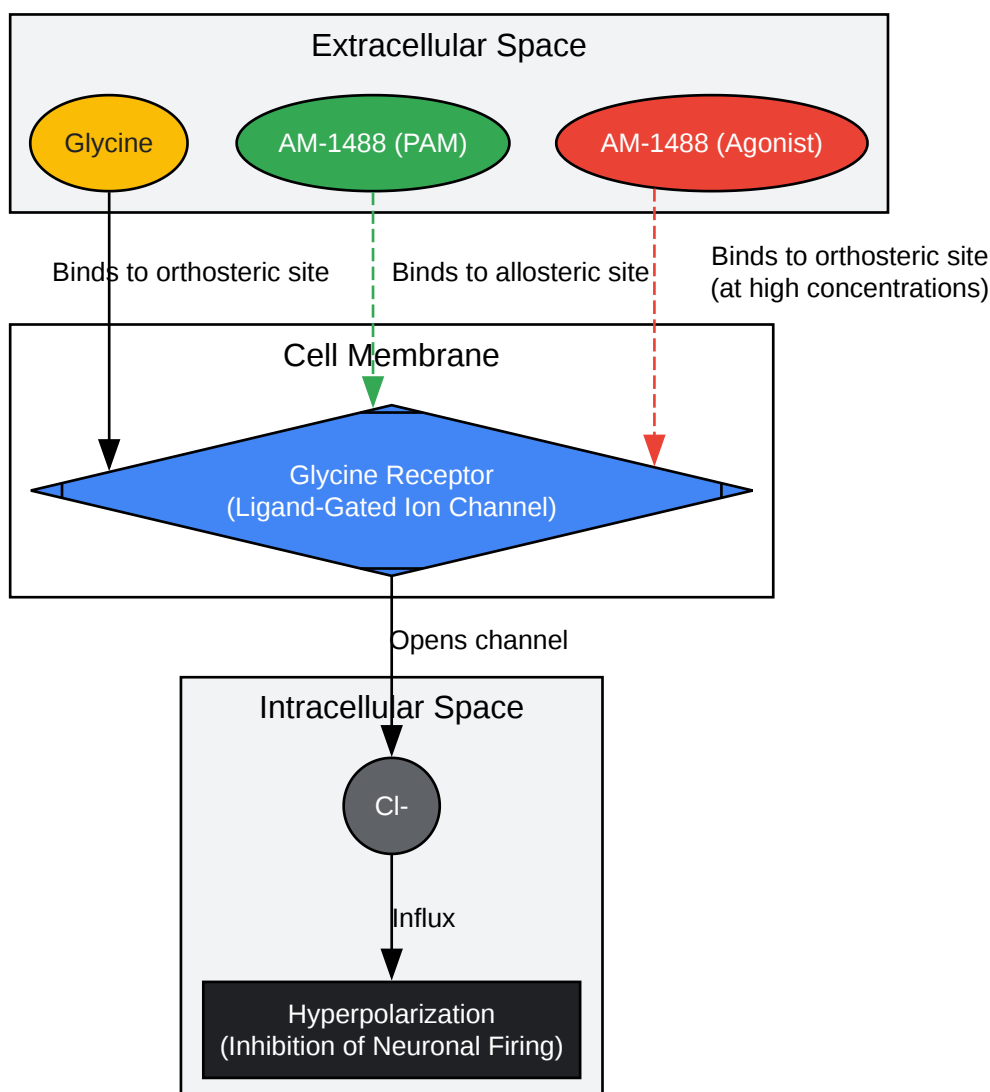 Extracellular Space
Glycine
AM-1488 (PAM)
AM-1488 (Agonist)
Binds to orthosteric site
Binds to allosteric site
Binds to orthosteric site
(at high concentrations)
Cell Membrane
Glycine Receptor
(Ligand-Gated Ion Channel)
Opens channel
Intracellular Space
Cl-
Influx
Hyperpolarization
(Inhibition of Neuronal Firing)